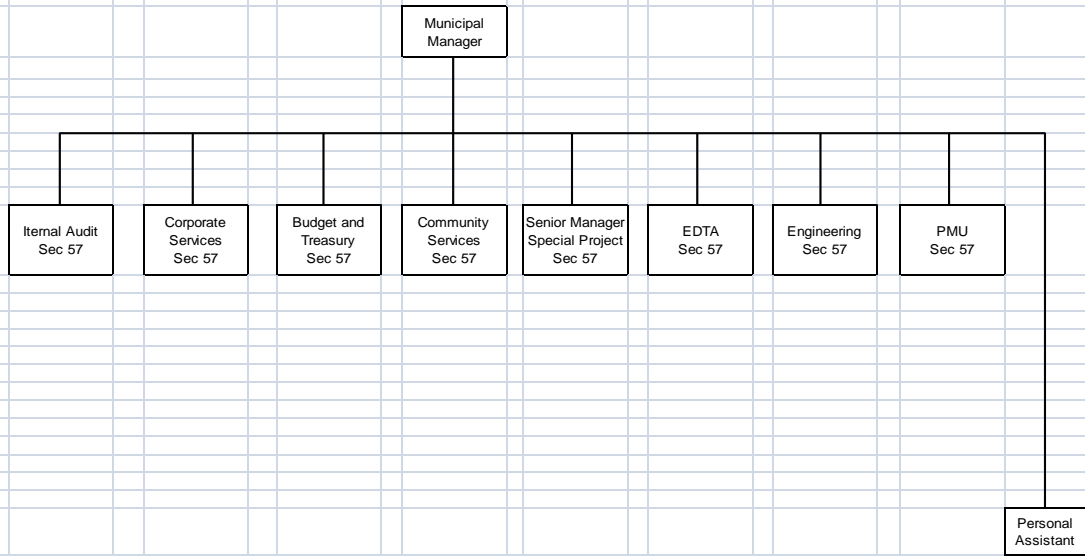 Municipal
Manager
Iternal Audit
Sec 57
Corporate
Services
Sec 57
Budget and
Treasury
Sec 57
Community
Services
Sec 57
Senior Manager
Special Project
Sec 57
EDTA
Sec 57
Engineering
Sec 57
PMU
Sec 57
Personal
Assistant